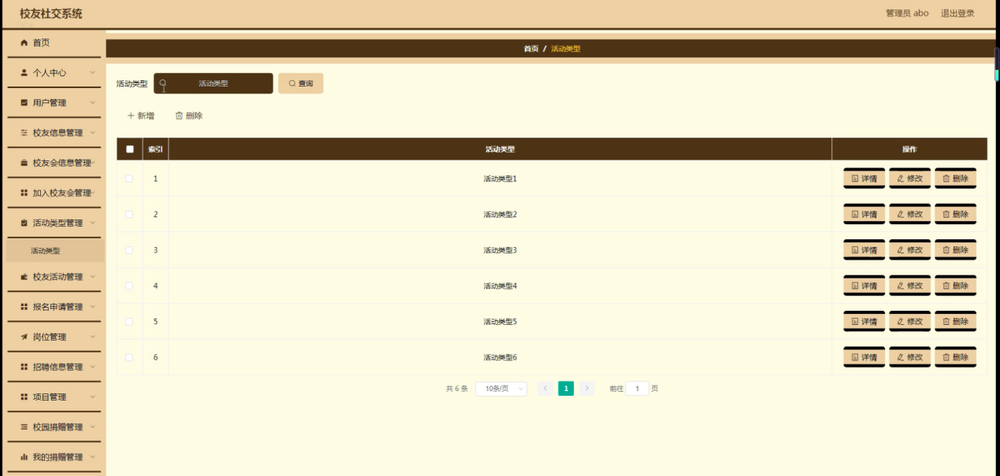 校友社交系统
管理员 abo 退出登录
首页
个人中心
用户管理
校友信息管理
校友会信息管理
加入校友会管理
活动类型管理
活动类型
校友活动管理
报名申请管理
岗位管理
招聘信息管理
项目管理
校园捐赠管理
我的捐赠管理
首页 / 活动类型
活动类型 活动类型 查询
新增 删除
索引 活动类型 操作
1 活动类型1 详情 修改 删除
2 活动类型2 详情 修改 删除
3 活动类型3 详情 修改 删除
4 活动类型4 详情 修改 删除
5 活动类型5 详情 修改 删除
6 活动类型6 详情 修改 删除
共 6 条 10条/页 1 前往 1 页